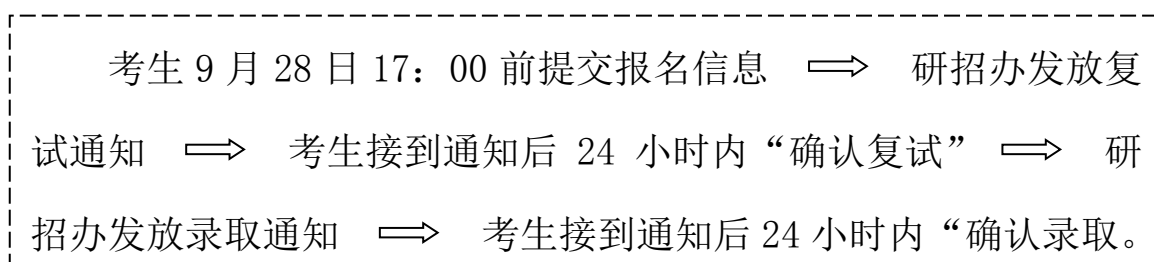 考生 9 月 28 日 17：00 前提交报名信息 ⇨ 研招办发放复
试通知 ⇨ 考生接到通知后 24 小时内“确认复试” ⇨ 研
招办发放录取通知 ⇨ 考生接到通知后 24 小时内“确认录取。